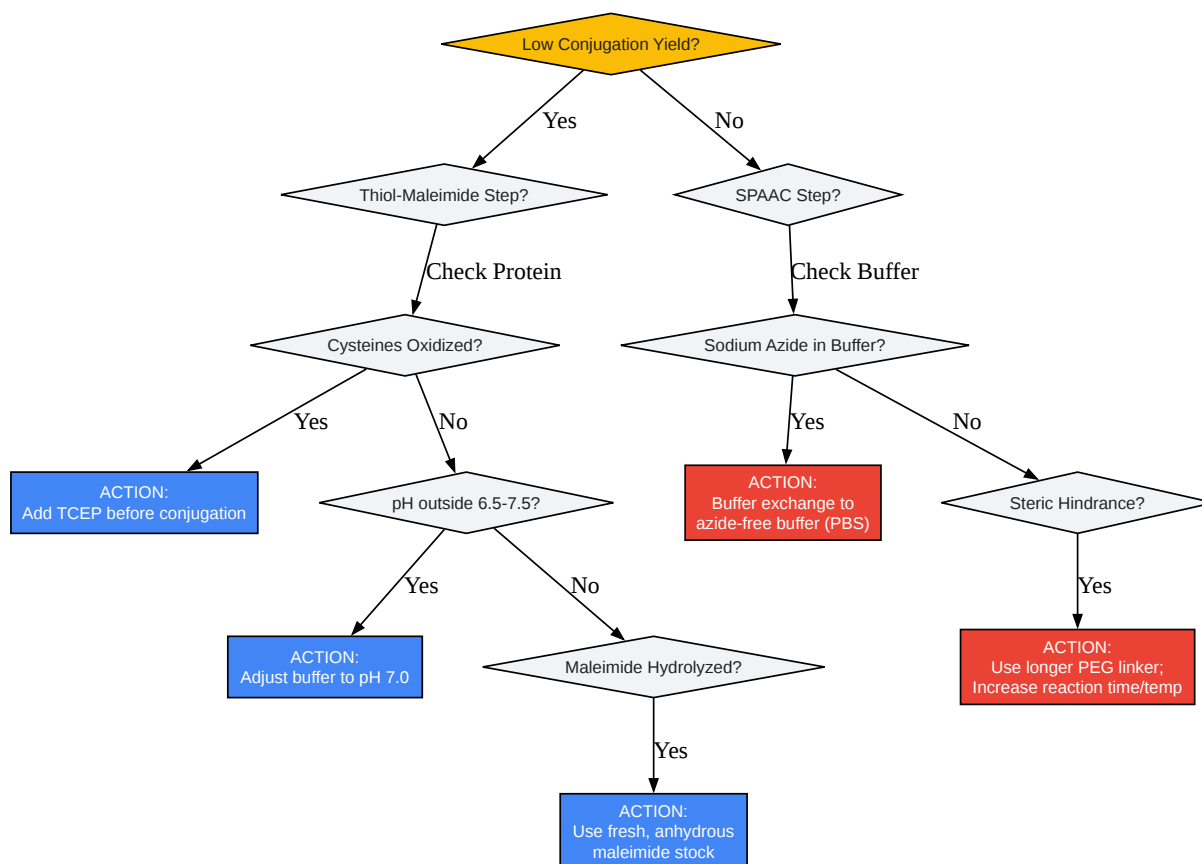 Low Conjugation Yield?
Yes
No
Thiol-Maleimide Step?
SPAAC Step?
Check Protein
Check Buffer
Cysteines Oxidized?
Sodium Azide in Buffer?
Yes
No
Yes
No
ACTION:
Add TCEP before conjugation
pH outside 6.5-7.5?
ACTION:
Buffer exchange to
azide-free buffer (PBS)
Steric Hindrance?
Yes
No
Yes
ACTION:
Adjust buffer to pH 7.0
Maleimide Hydrolyzed?
ACTION:
Use longer PEG linker;
Increase reaction time/temp
Yes
ACTION:
Use fresh, anhydrous
maleimide stock